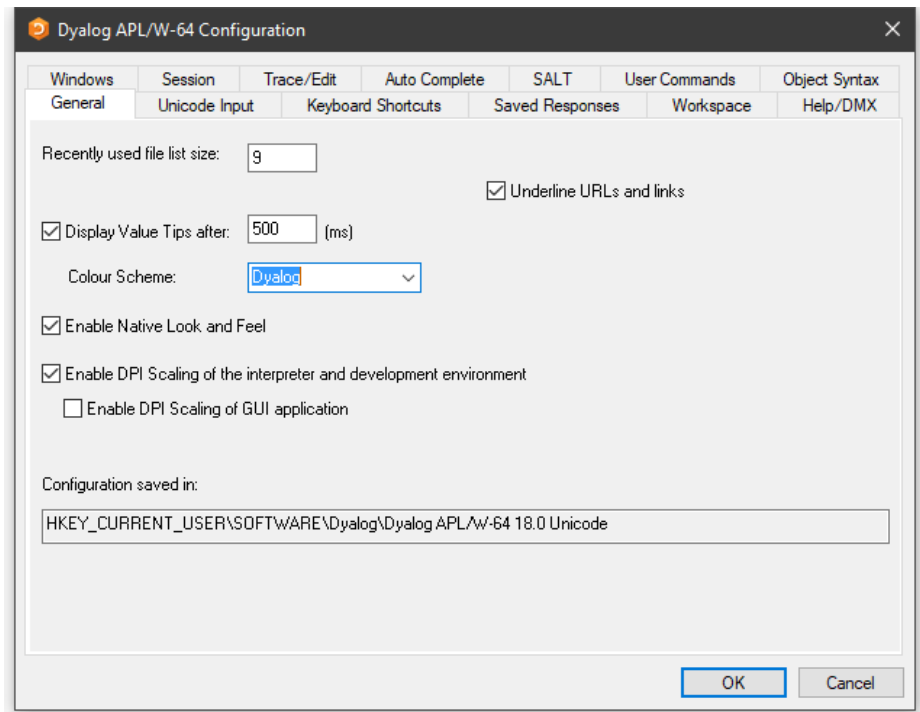 Dyalog APL/W-64 Configuration
Windows Session Trace/Edit Auto Complete SALT User Commands Object Syntax
General Unicode Input Keyboard Shortcuts Saved Responses Workspace Help/DMX
Recently used file list size: 9
Underline URLs and links
Display Value Tips after: 500 (ms)
Colour Scheme: Dyalog
Enable Native Look and Feel
Enable DPI Scaling of the interpreter and development environment
Enable DPI Scaling of GUI application
Configuration saved in:
HKEY_CURRENT_USER\SOFTWARE\Dyalog\Dyalog APL/W-64 18.0 Unicode
OK Cancel